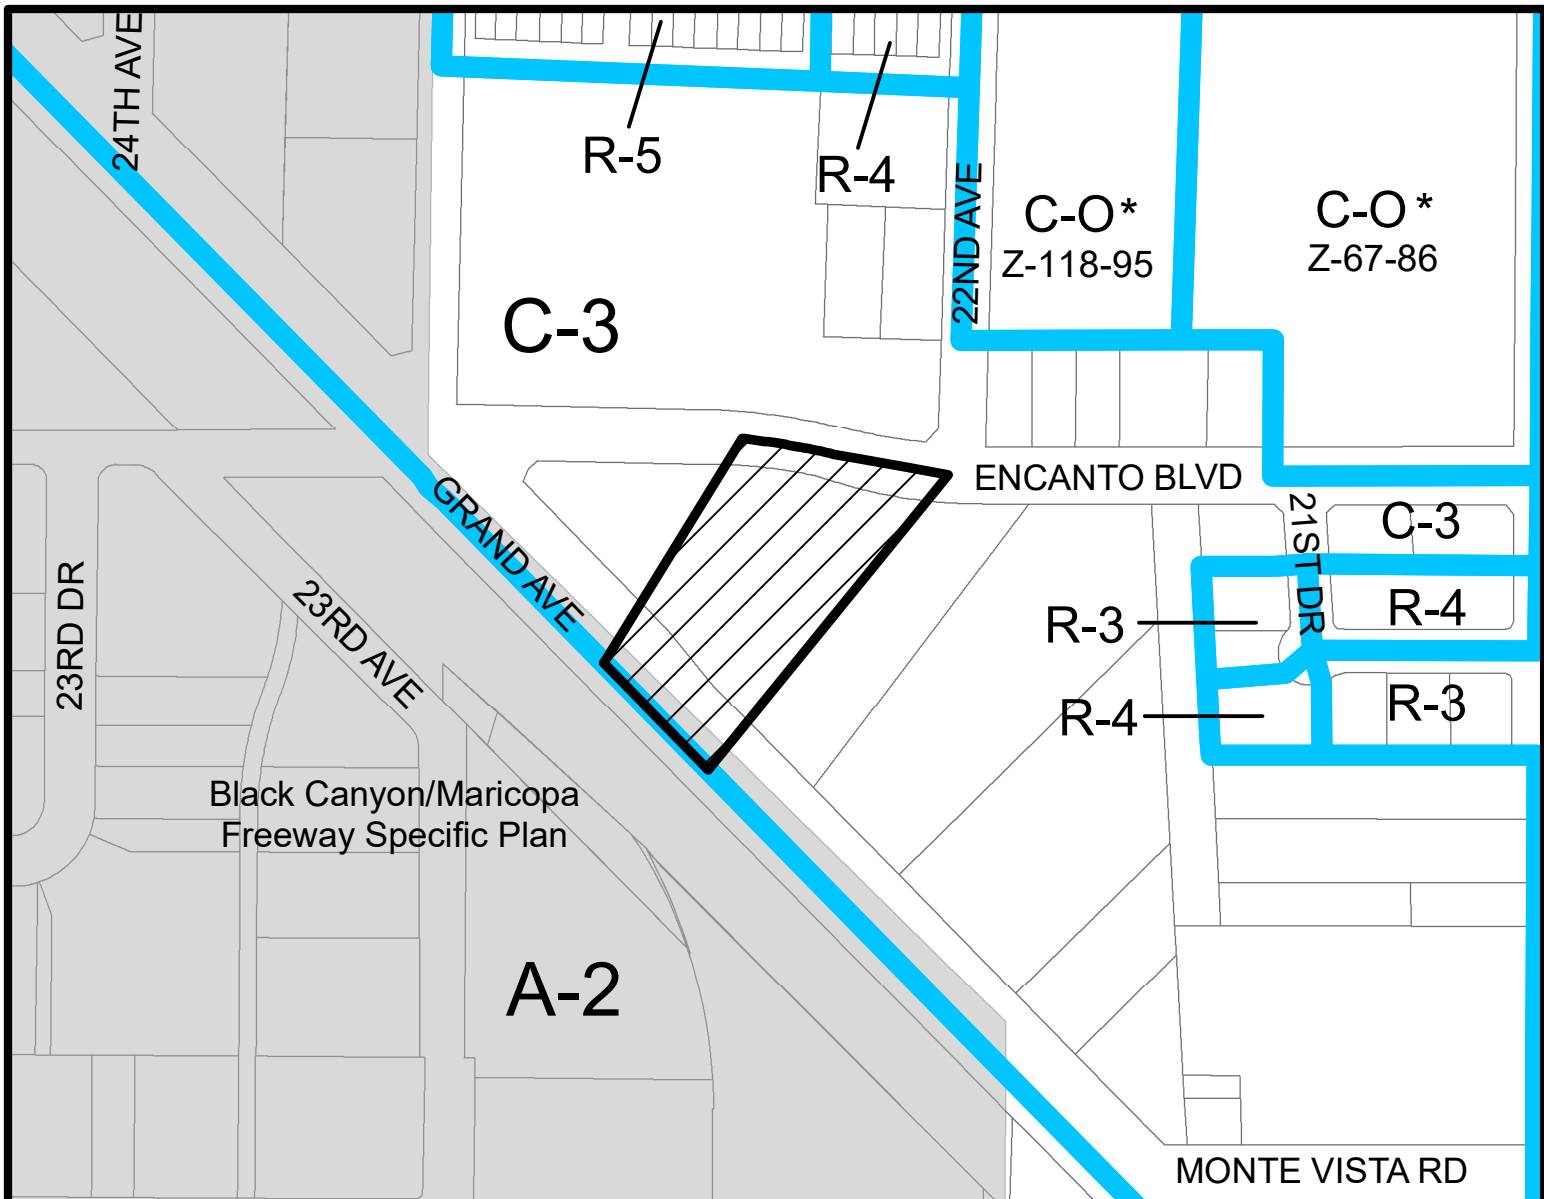 24TH AVE
R-5
R-4
22ND AVE
C-O *
Z-118-95
C-O *
Z-67-86
C-3
ENCANTO BLVD
GRAND AVE
21ST DR
C-3
23RD DR
23RD AVE
R-3
R-4
R-4
R-3
Black Canyon/Maricopa
Freeway Specific Plan
A-2
MONTE VISTA RD